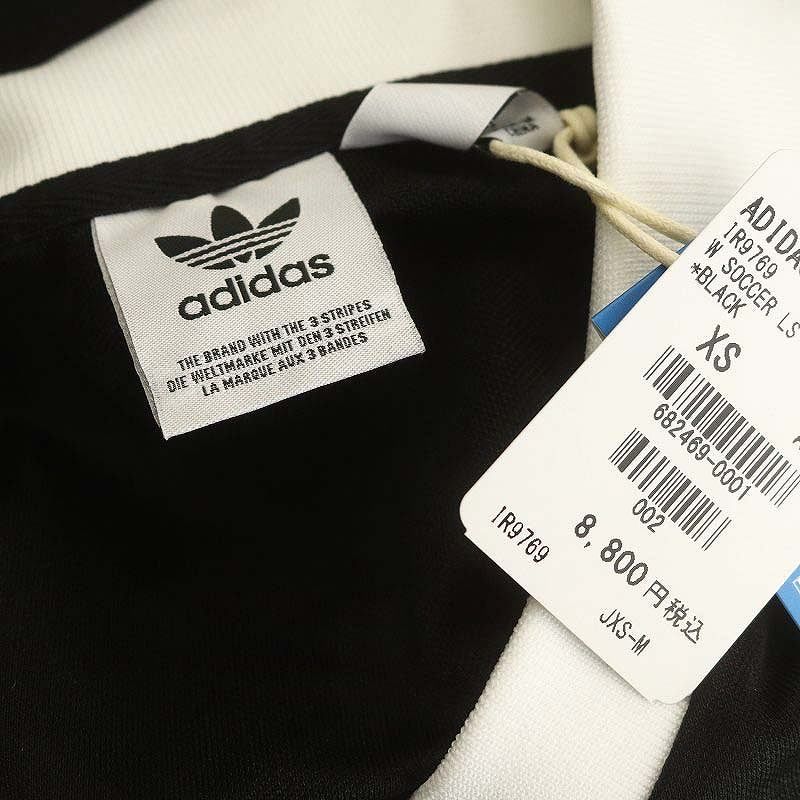 adidas
THE BRAND WITH THE 3 STRIPES
DIE WELTMARKE MIT DEN 3 STREIFEN
LA MARQUE AUX 3 BANDES
IR9769
W SOCCER LS
*BLACK
XS
682469-0001
002
8,800円税込
IR9769
JXS-M